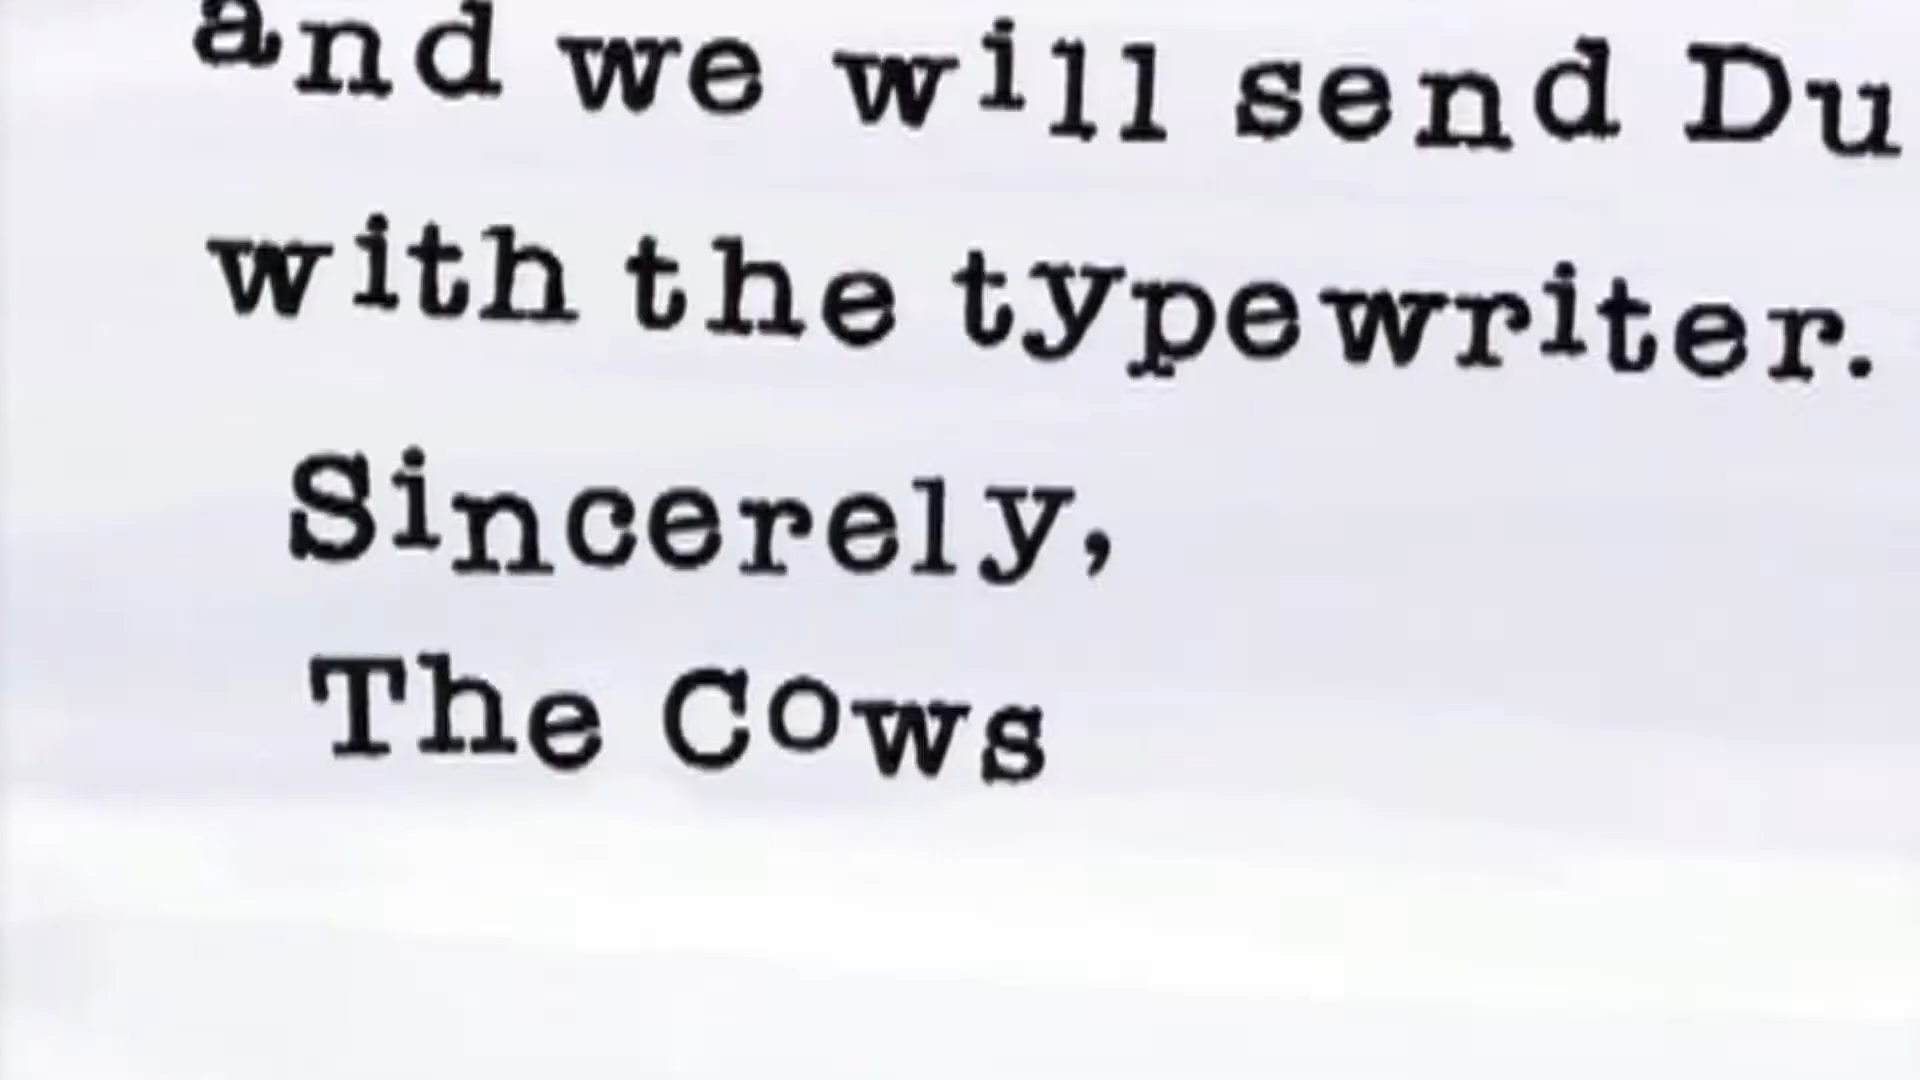 and we will send Du
with the typewriter.
Sincerely,
The Cows